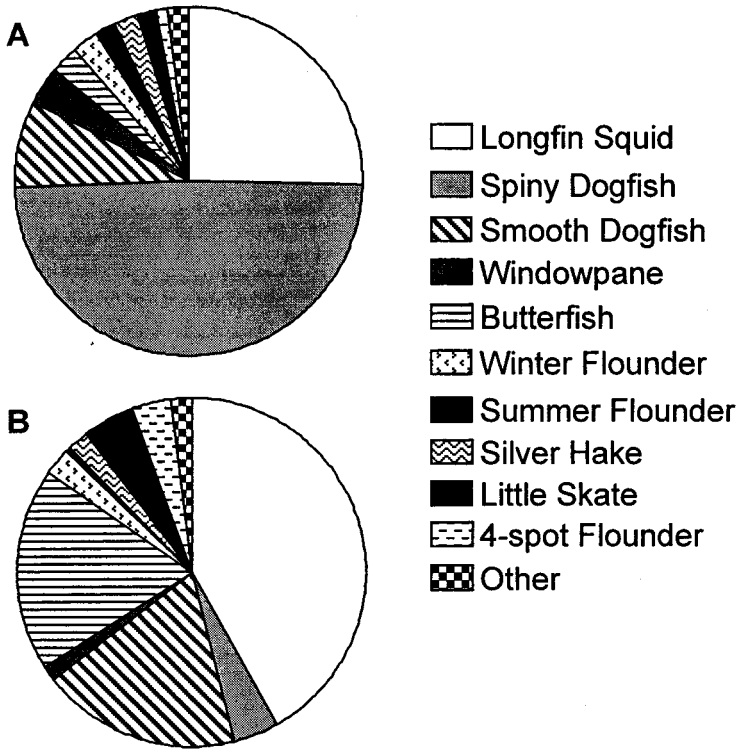 A
Longfin Squid
Spiny Dogfish
Smooth Dogfish
Windowpane
Butterfish
Winter Flounder
Summer Flounder
Silver Hake
Little Skate
4-spot Flounder
Other
B